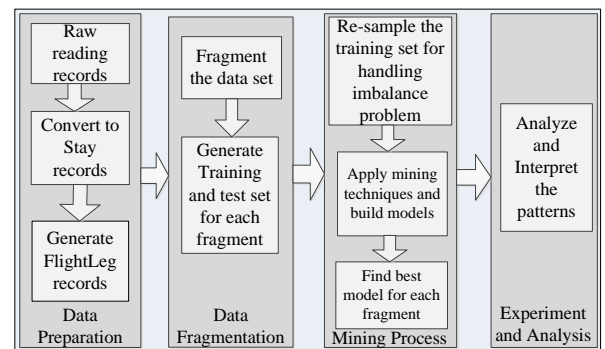 Raw
reading
records
Convert to
Stay
records
Generate
FlightLeg
records
Data
Preparation
Fragment
the data set
Generate
Training
and test set
for each
fragment
Data
Fragmentation
Re-sample the
training set for
handling
imbalance
problem
Apply mining
techniques and
build models
Find best
model for each
fragment
Mining Process
Analyze
and
Interpret
the
patterns
Experiment
and Analysis